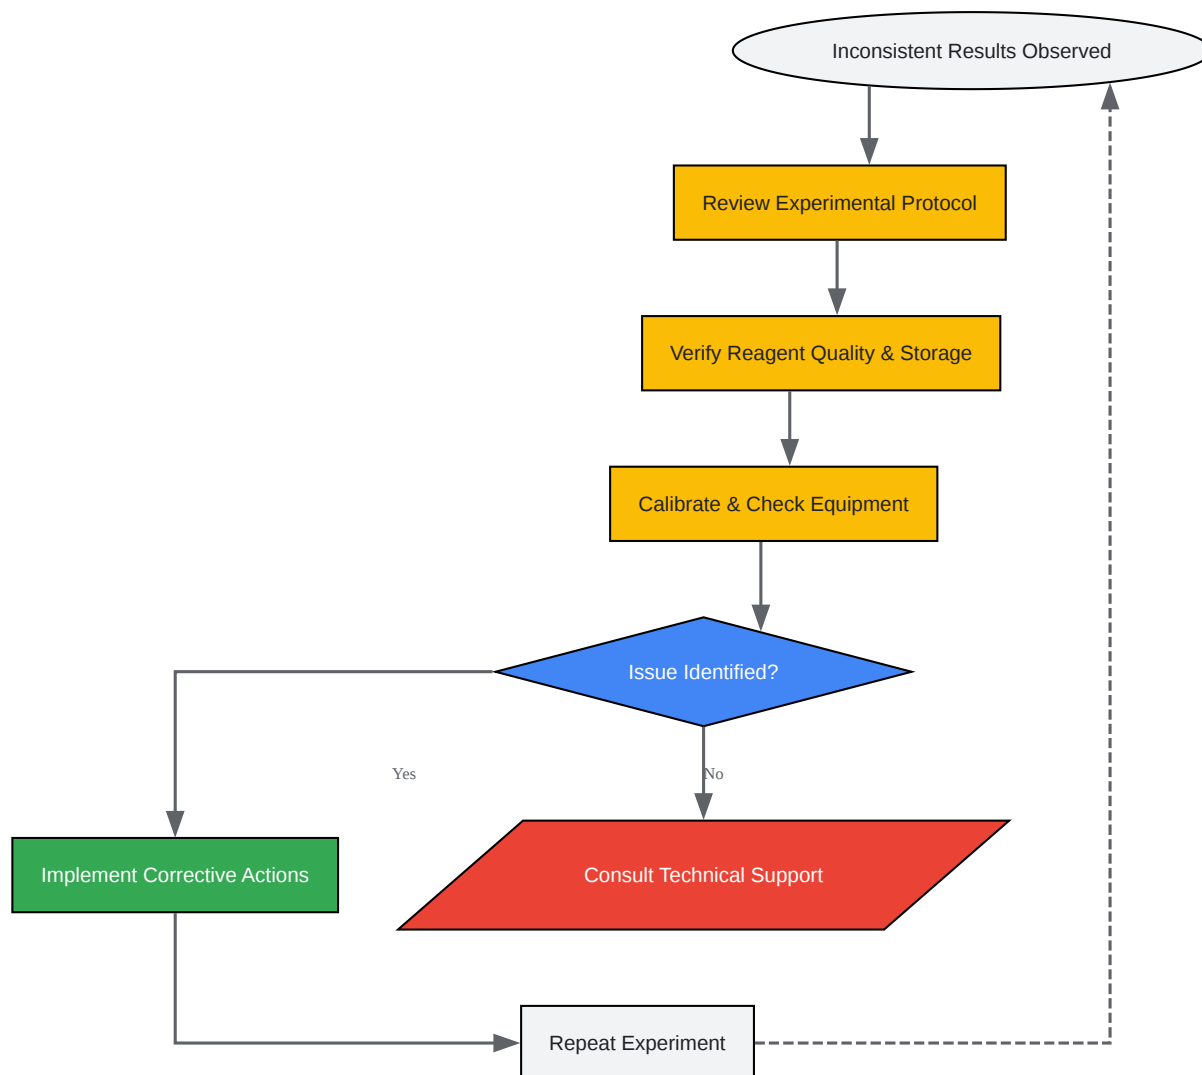 Inconsistent Results Observed
Review Experimental Protocol
Verify Reagent Quality & Storage
Calibrate & Check Equipment
Issue Identified?
Yes
No
Implement Corrective Actions
Consult Technical Support
Repeat Experiment